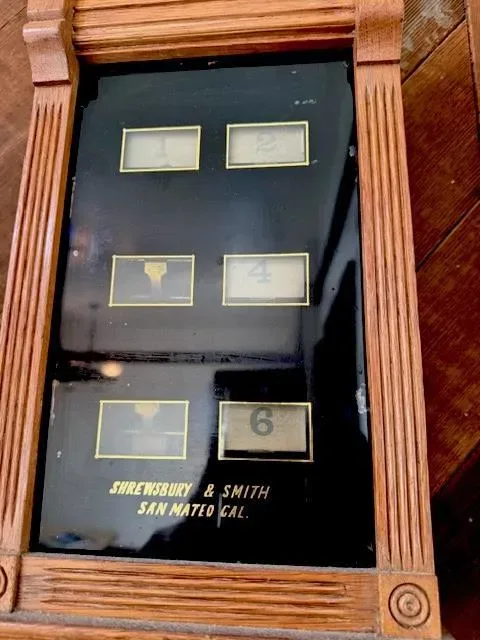 1 2
4
6
SHREWSBURY & SMITH
SAN MATEO CAL.